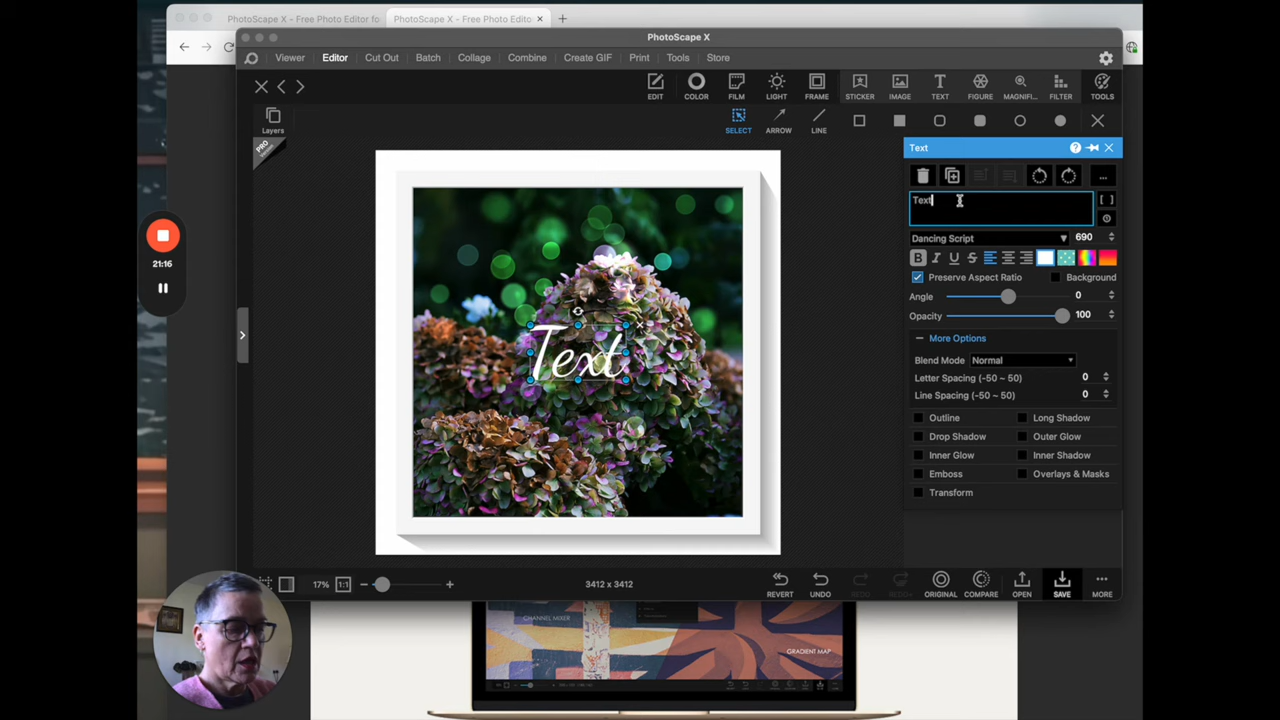 PhotoScape X - Free Photo Editor fo
PhotoScape X - Free Photo Edito
PhotoScape X
Viewer Editor Cut Out Batch Collage Combine Create GIF Print Tools Store
EDIT COLOR FILM LIGHT FRAME STICKER IMAGE TEXT FIGURE MAGNIFI... FILTER TOOLS
Layers
SELECT ARROW LINE
PRO
Version
Text
Text
Dancing Script 690
B I U S
Preserve Aspect Ratio Background
Angle 0
Opacity 100
More Options
Blend Mode Normal
Letter Spacing (-50 ~ 50) 0
Line Spacing (-50 ~ 50) 0
Outline Long Shadow
Drop Shadow Outer Glow
Inner Glow Inner Shadow
Emboss Overlays & Masks
Transform
Text
21:16
17% 1:1 3412 x 3412
REVERT UNDO REDO REDO+ ORIGINAL COMPARE OPEN SAVE MORE
CHANNEL MIXER
GRADIENT MAP